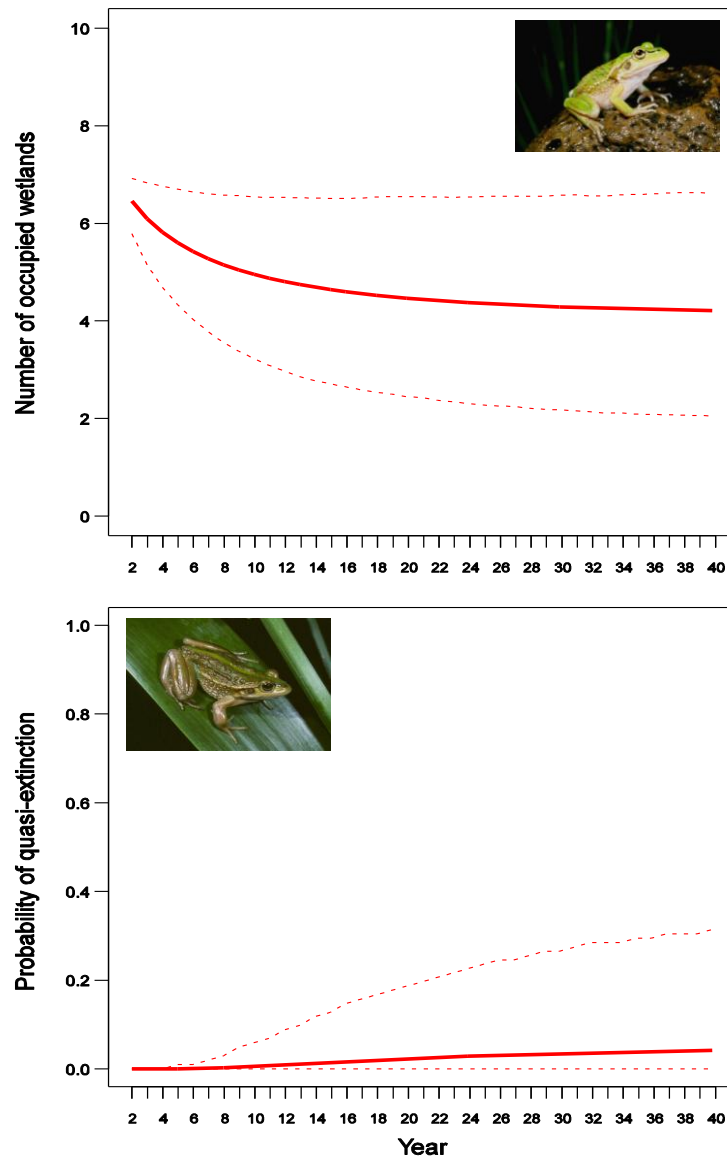 10
8
6
4
2
0
Number of occupied wetlands
2 4 6 8 10 12 14 16 18 20 22 24 26 28 30 32 34 36 38 40
1.0
0.8
0.6
0.4
0.2
0.0
Probability of quasi-extinction
2 4 6 8 10 12 14 16 18 20 22 24 26 28 30 32 34 36 38 40
Year